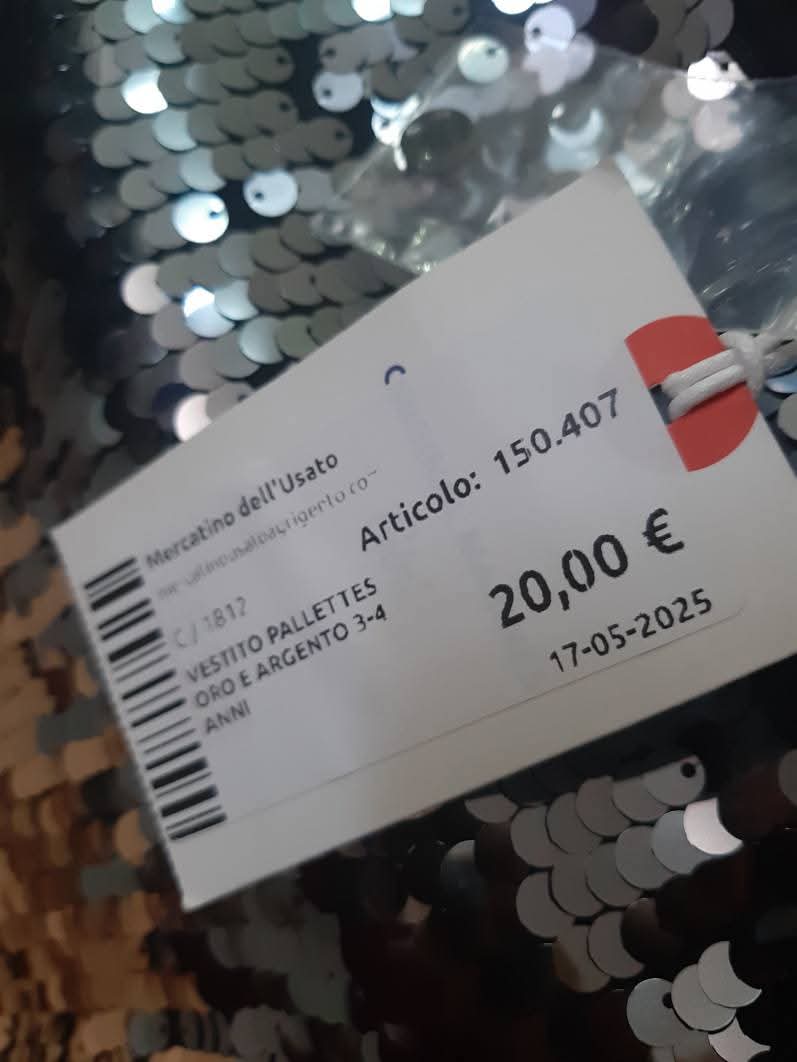 Mercatino dell'Usato
Articolo: 150.407
C / 1812
VESTITO PALLETTES
ORO E ARGENTO 3-4
ANNI
20,00 €
17-05-2025